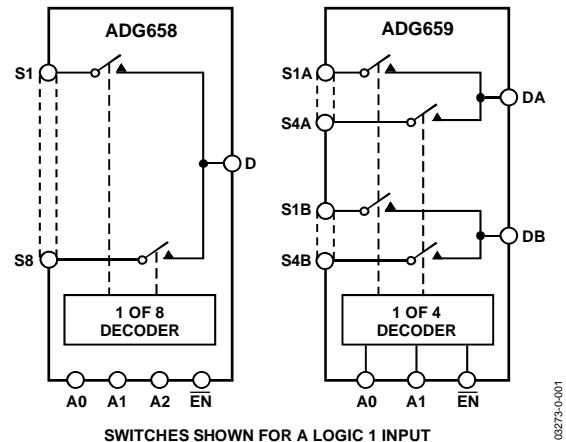 ADG658
S1
D
S8
1 OF 8
DECODER
A0 A1 A2 EN
ADG659
S1A
DA
S4A
S1B
DB
S4B
1 OF 4
DECODER
A0 A1 EN
SWITCHES SHOWN FOR A LOGIC 1 INPUT
03273-0-001